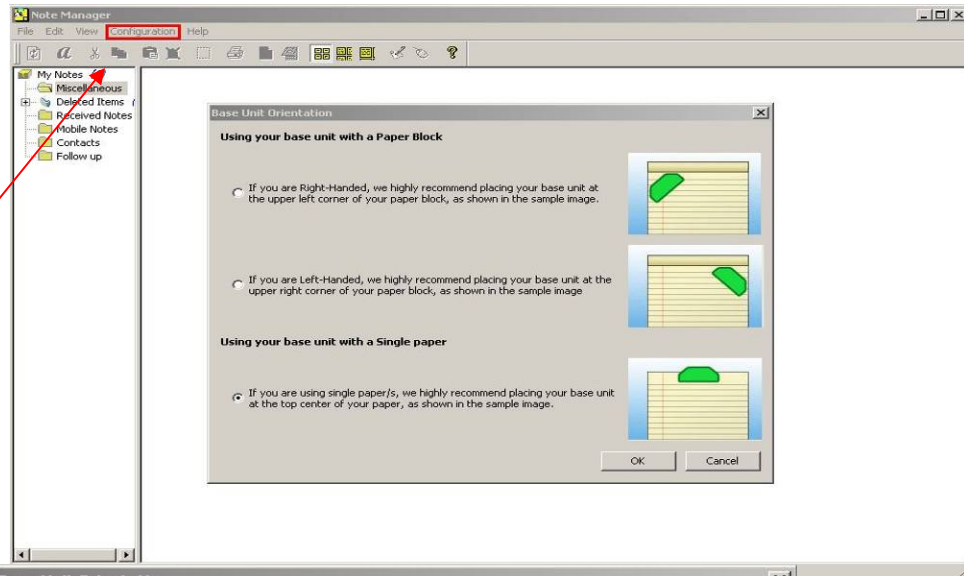 Note Manager
File Edit View Configuration Help
My Notes
Miscellaneous
Deleted Items (
Received Notes
Mobile Notes
Contacts
Follow up
Base Unit Orientation
Using your base unit with a Paper Block
If you are Right-Handed, we highly recommend placing your base unit at
the upper left corner of your paper block, as shown in the sample image.
If you are Left-Handed, we highly recommend placing your base unit at the
upper right corner of your paper block, as shown in the sample image
Using your base unit with a Single paper
If you are using single paper/s, we highly recommend placing your base unit
at the top center of your paper, as shown in the sample image.
OK Cancel